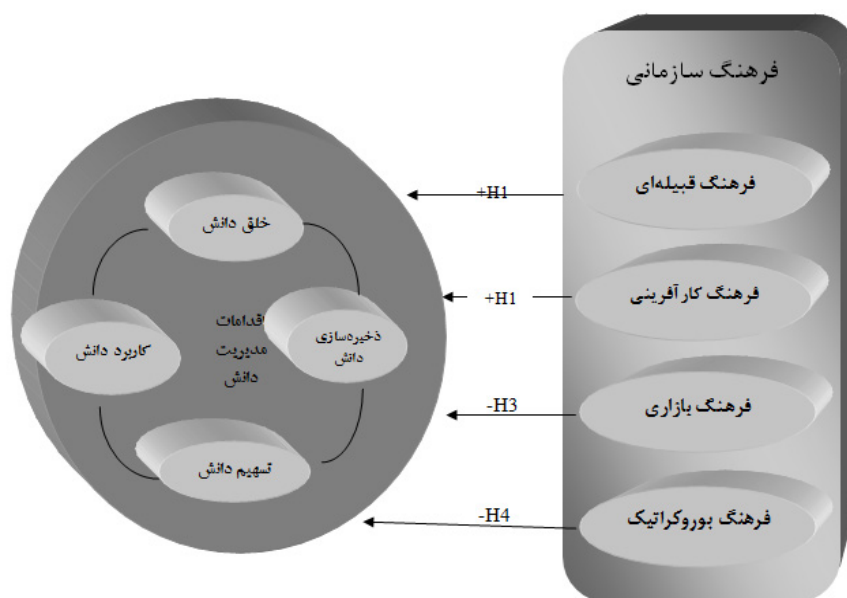 فرهنگ سازمانی
فرهنگ قبیله‌ای
+H1
خلق دانش
فرهنگ کارآفرینی
+H1
اقدامات
مدیریت
دانش
ذخیره‌سازی
دانش
کاربرد دانش
فرهنگ بازاری
-H3
تسهیم دانش
فرهنگ بوروکراتیک
-H4